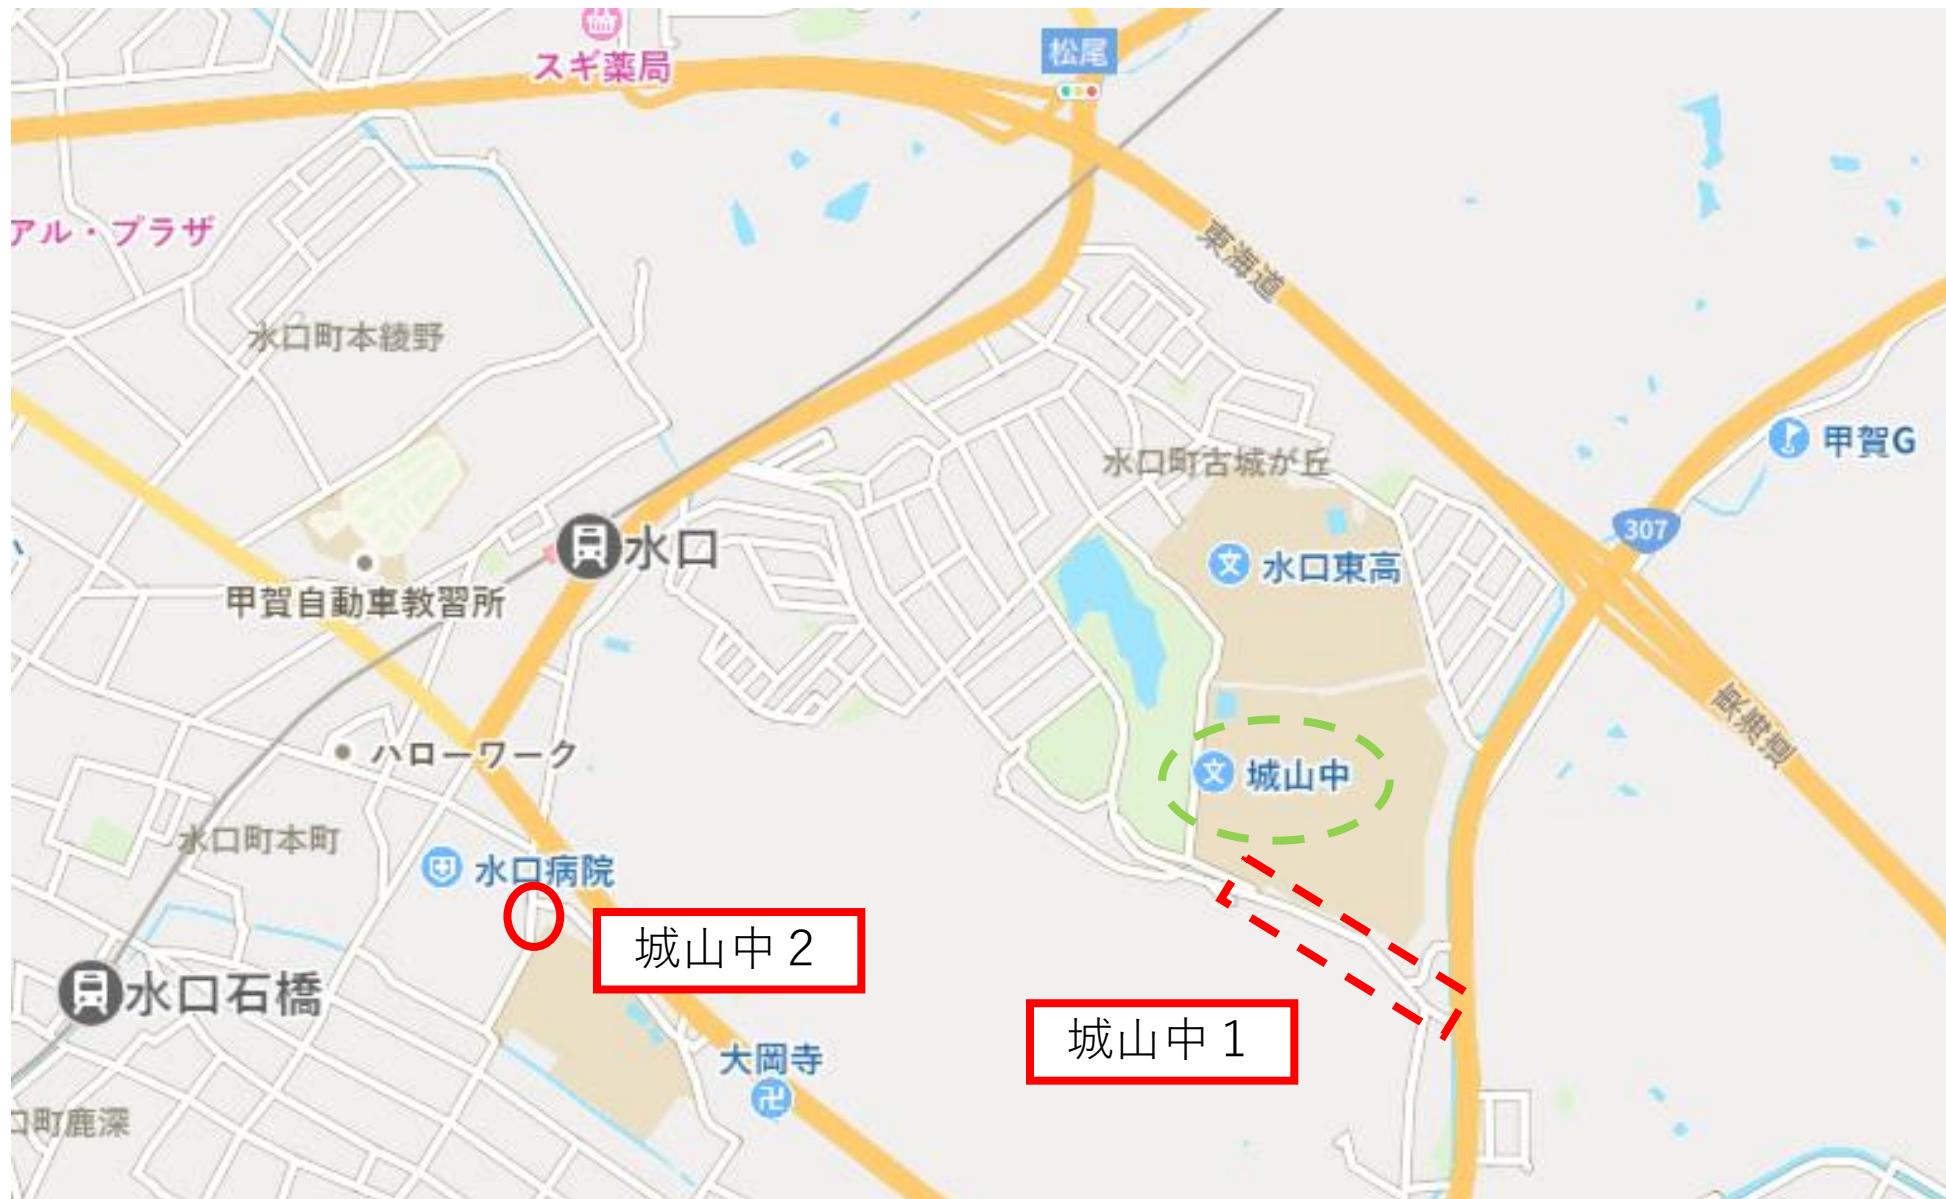 松尾
スギ薬局
アル・プラザ
東海道
水口町本綾野
甲賀G
水口町古城が丘
307
水口
水口東高
甲賀自動車教習所
東海道
ハローワーク
城山中
水口町本町
水口病院
城山中２
水口石橋
城山中１
大岡寺
口町鹿深